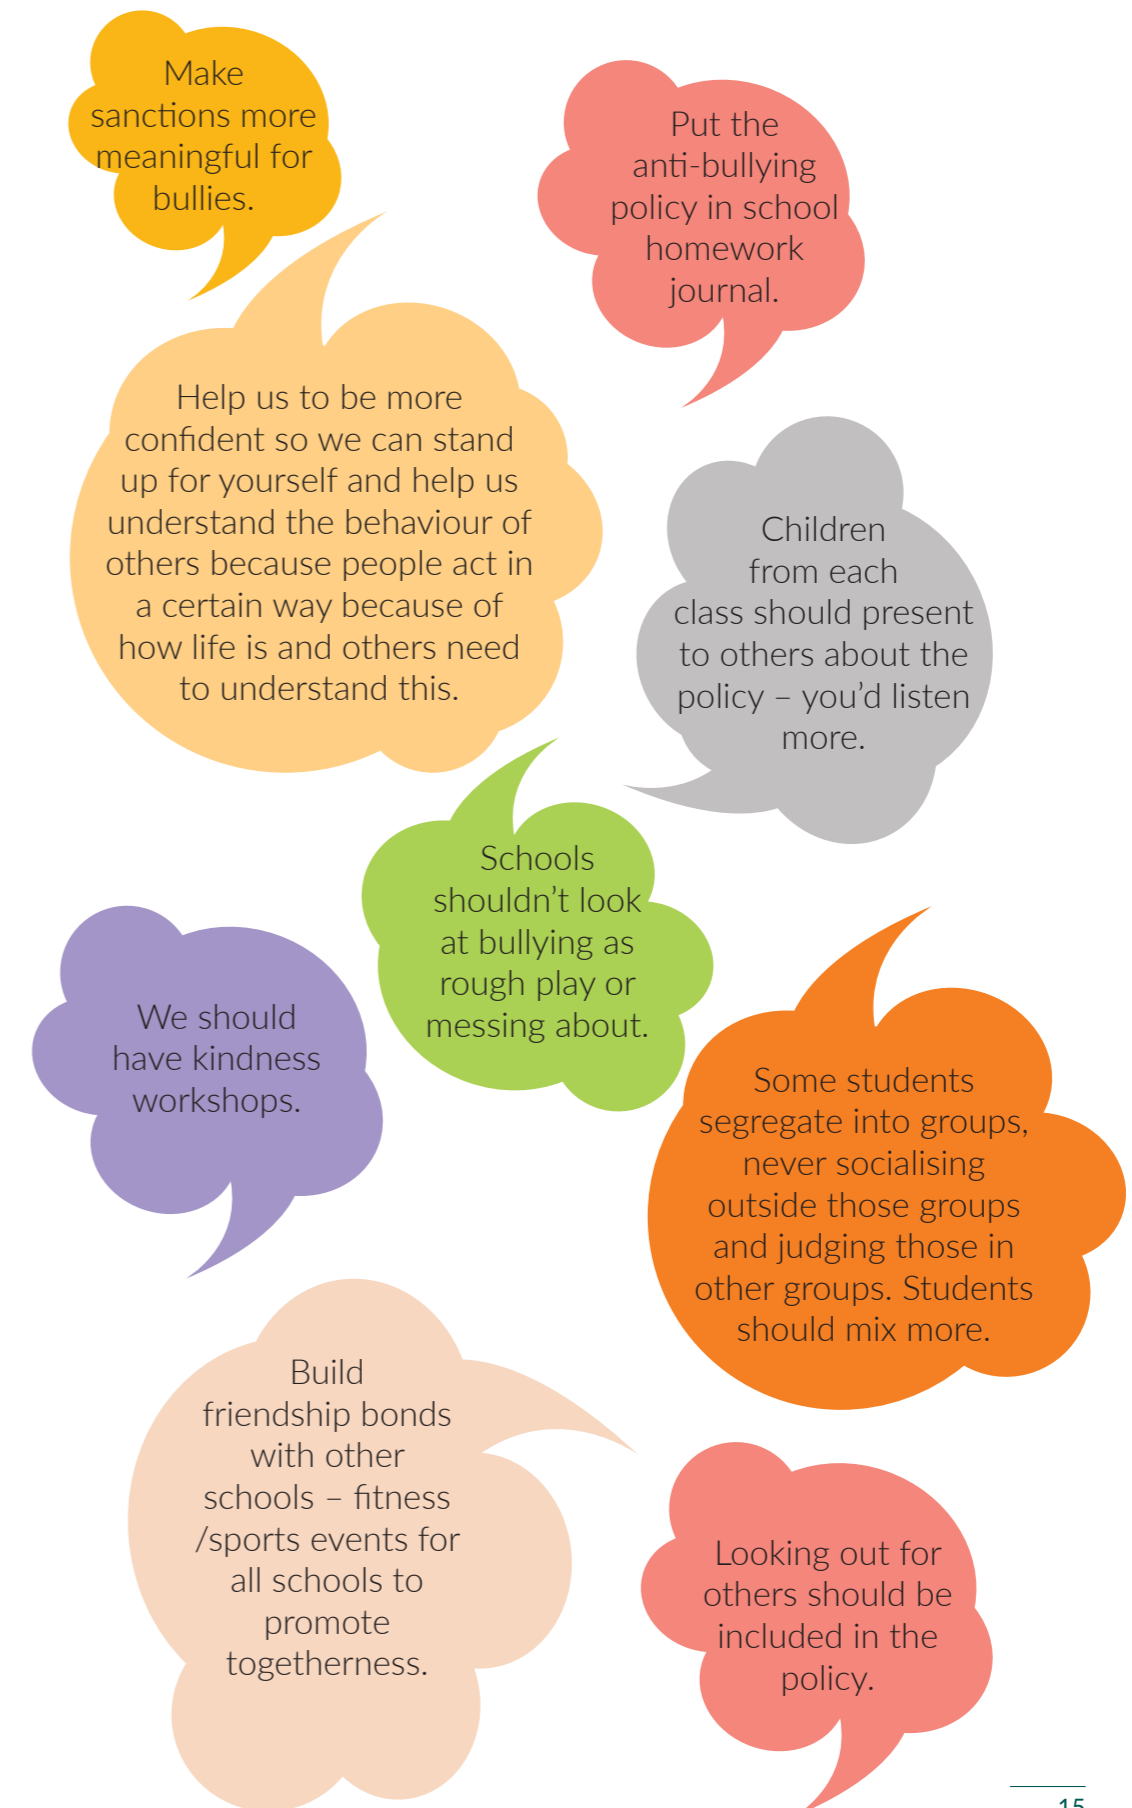 Make
sanctions more
meaningful for
bullies.
Put the
anti-bullying
policy in school
homework
journal.
Help us to be more
confident so we can stand
up for yourself and help us
understand the behaviour of
others because people act in
a certain way because of
how life is and others need
to understand this.
Children
from each
class should present
to others about the
policy – you’d listen
more.
Schools
shouldn’t look
at bullying as
rough play or
messing about.
We should
have kindness
workshops.
Some students
segregate into groups,
never socialising
outside those groups
and judging those in
other groups. Students
should mix more.
Build
friendship bonds
with other
schools – fitness
/sports events for
all schools to
promote
togetherness.
Looking out for
others should be
included in the
policy.
15